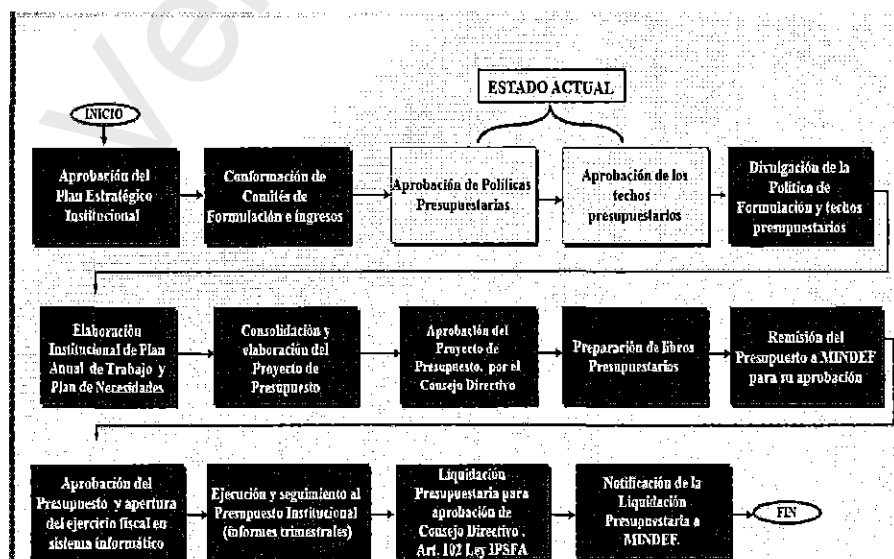 Ver
ESTADO ACTUAL
INICIO
Aprobación del
Plan Estratégico
Institucional
Conformación de
Comités de
Formulación e ingresos
Aprobación de Políticas
Presupuestarias
Aprobación de los
techos
presupuestarios
Divulgación de la
Política de
Formulación y techos
presupuestarios
Elaboración
Institucional de Plan
Anual de Trabajo y
Plan de Necesidades
Consolidación y
elaboración del
Proyecto de
Presupuesto
Aprobación del
Proyecto de
Presupuesto, por el
Consejo Directivo
Preparación de libros
Presupuestarios
Remisión del
Presupuesto a MINDEF
para su aprobación
Aprobación del
Presupuesto y apertura
del ejercicio fiscal en
sistema informático
Ejecución y seguimiento al
Presupuesto Institucional
(informes trimestrales)
Liquidación
Presupuestaria para
aprobación de
Consejo Directivo .
Art. 102 Ley IPSFA
Notificación de la
Liquidación
Presupuestaria a
MINDEF.
FIN